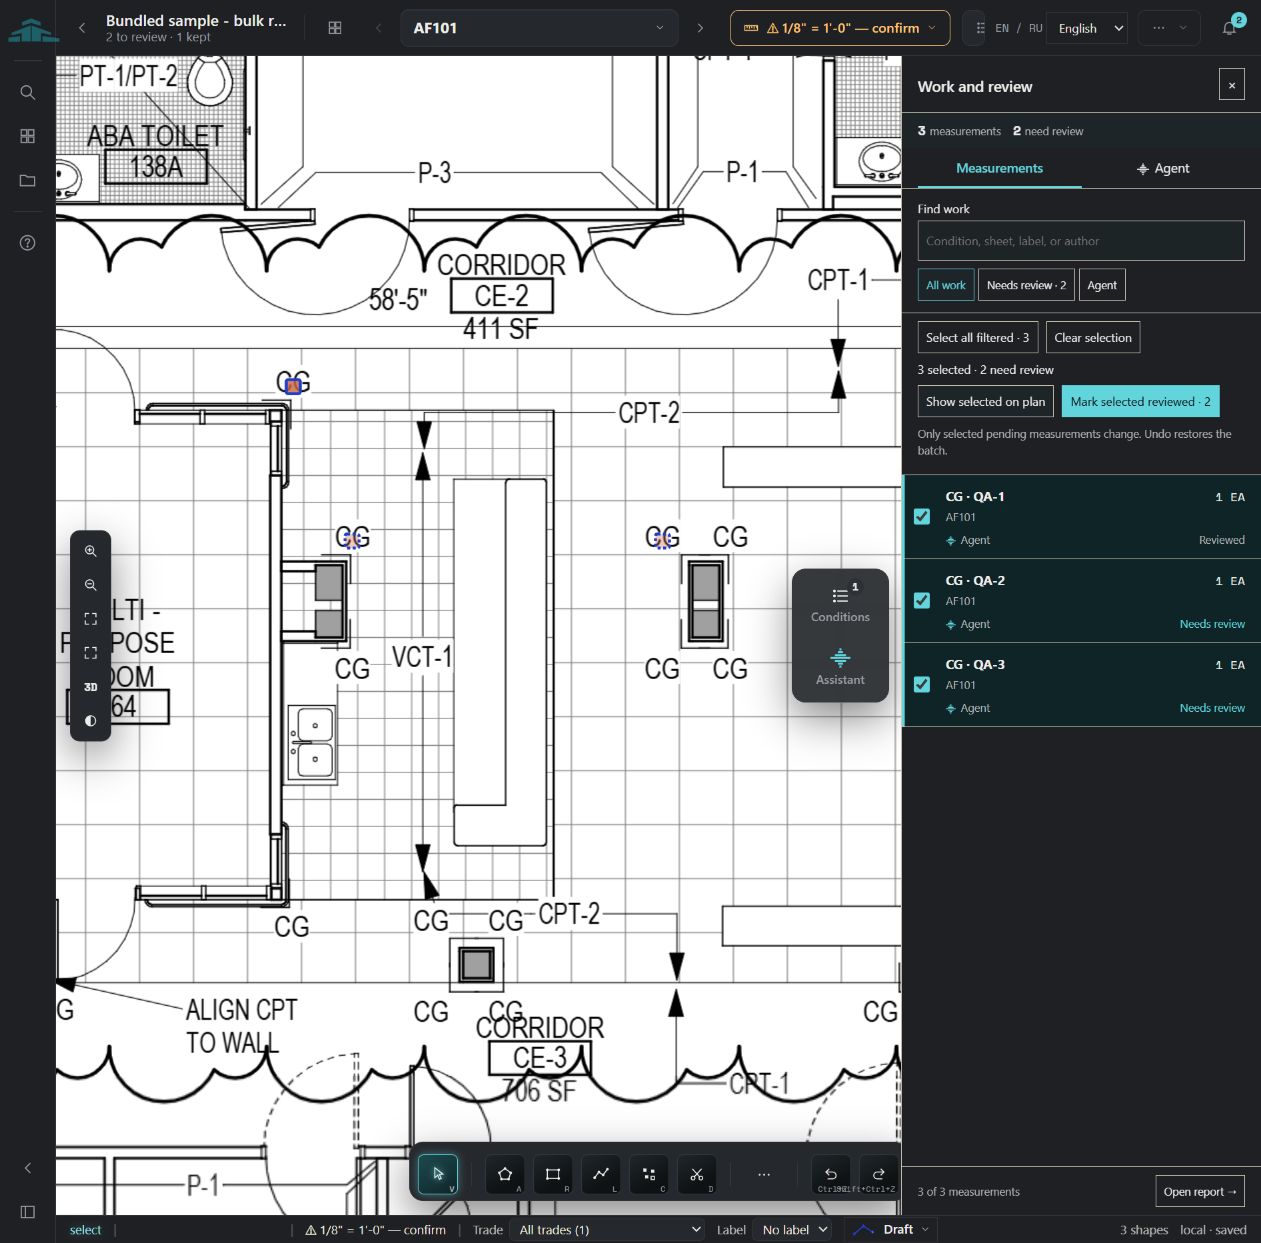 Bundled sample - bulk r...
2 to review · 1 kept
AF101
⚠ 1/8" = 1'-0" — confirm
EN / RU
English
...
2
PT-1/PT-2
ABA TOILET
138A
P-3
P-1
CORRIDOR
CE-2
411 SF
58'-5"
CPT-1
CG
CPT-2
CG
CG
CG
VCT-1
CG
CG
CG
3D
CG
CG
CG
CPT-2
G
ALIGN CPT
TO WALL
CG
CG
CG
CORRIDOR
CE-3
706 SF
CPT-1
P-1
1
Conditions
Assistant
V
A
R
L
C
D
...
Work and review
×
3 measurements 2 need review
Measurements
Agent
Find work
Condition, sheet, label, or author
All work
Needs review · 2
Agent
Select all filtered · 3
Clear selection
3 selected · 2 need review
Show selected on plan
Mark selected reviewed · 2
Only selected pending measurements change. Undo restores the
batch.
CG · QA-1 1 EA
AF101
Agent Reviewed
CG · QA-2 1 EA
AF101
Agent Needs review
CG · QA-3 1 EA
AF101
Agent Needs review
3 of 3 measurements
Open report →
select
⚠ 1/8" = 1'-0" — confirm
Trade
All trades (1)
Label
No label
Draft
3 shapes local · saved